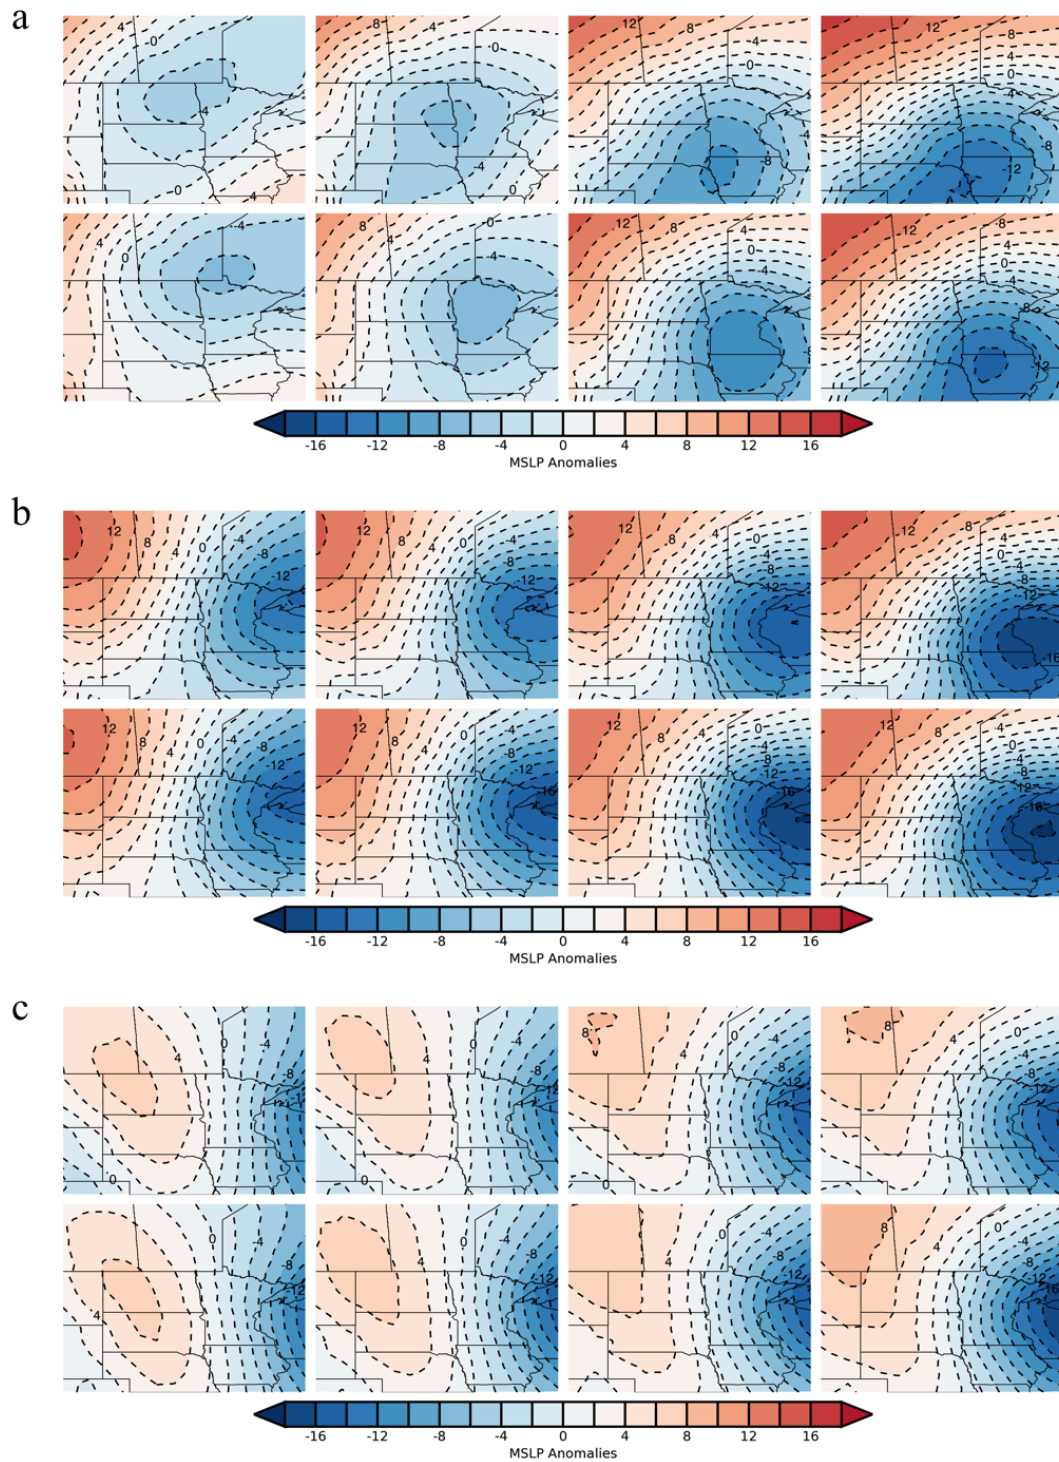 a
4 -0 8 -0 12 4 12 8
-4 -4 0 4
-4 0
0 -4 -4 0 -8 -4 -12
-4 8 4 -0 8 12
4 0 -4 4 0 -4 4 0 -4 -8
-8 -12
-16 -12 -8 -4 0 4 8 12 16
MSLP Anomalies
b
12 8 4 0 -4 -8 -12
12 8 4 0 -4 -8 -12
12 8 4 0 -4 -8 -12
12 8 4 0 -4 -8 -12 -16
12 8 4 0 -4 -8 -12
12 8 4 0 -4 -8 -12 -16
12 8 4 0 -4 -8 -12 -16
12 8 4 0 -4 -8 -12 -16
-16 -12 -8 -4 0 4 8 12 16
MSLP Anomalies
c
4 0 -4 -8 -12 0
4 0 -4 -8 -12 0
8 4 0 -4 -8 -12 0
8 4 0 -4 -8 -12
0 -4 -8 -12 4
4 0 -4 -8 -12
4 0 -4 -8 -12
8 4 0 -4 -8 -12 -16
-16 -12 -8 -4 0 4 8 12 16
MSLP Anomalies